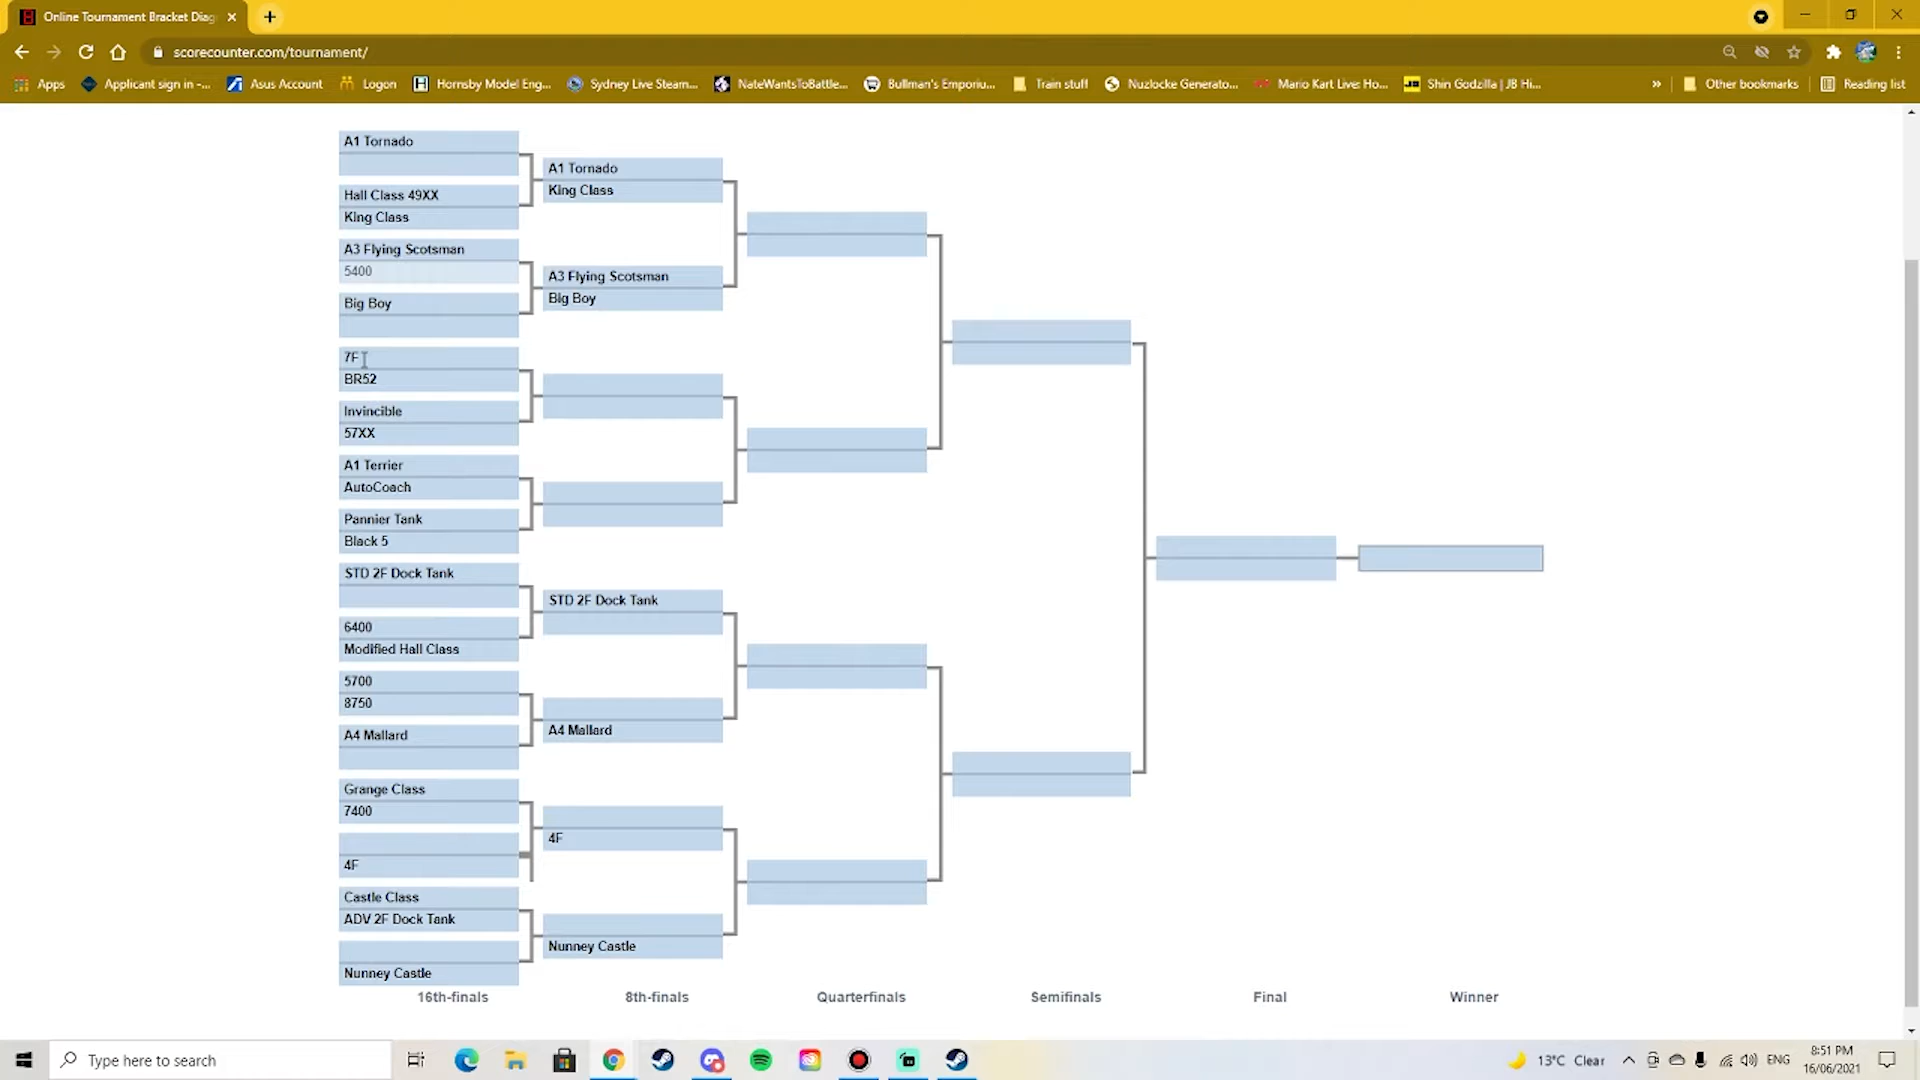 Online Tournament Bracket Diag
scorecounter.com/tournament/
Apps
Applicant sign in -...
Asus Account
Logon
Hornsby Model Eng...
Sydney Live Steam...
NateWantsToBattle...
Bullman's Emporiu...
Train stuff
Nuzlocke Generato...
Mario Kart Live: Ho...
Shin Godzilla | JB Hi...
»
Other bookmarks
Reading list
A1 Tornado
Hall Class 49XX
King Class
A3 Flying Scotsman
5400
Big Boy
7F
BR52
Invincible
57XX
A1 Terrier
AutoCoach
Pannier Tank
Black 5
STD 2F Dock Tank
6400
Modified Hall Class
5700
8750
A4 Mallard
Grange Class
7400
4F
Castle Class
ADV 2F Dock Tank
Nunney Castle
16th-finals
A1 Tornado
King Class
A3 Flying Scotsman
Big Boy
STD 2F Dock Tank
A4 Mallard
4F
Nunney Castle
8th-finals
Quarterfinals
Semifinals
Final
Winner
Type here to search
13°C Clear
ENG
8:51 PM
16/06/2021